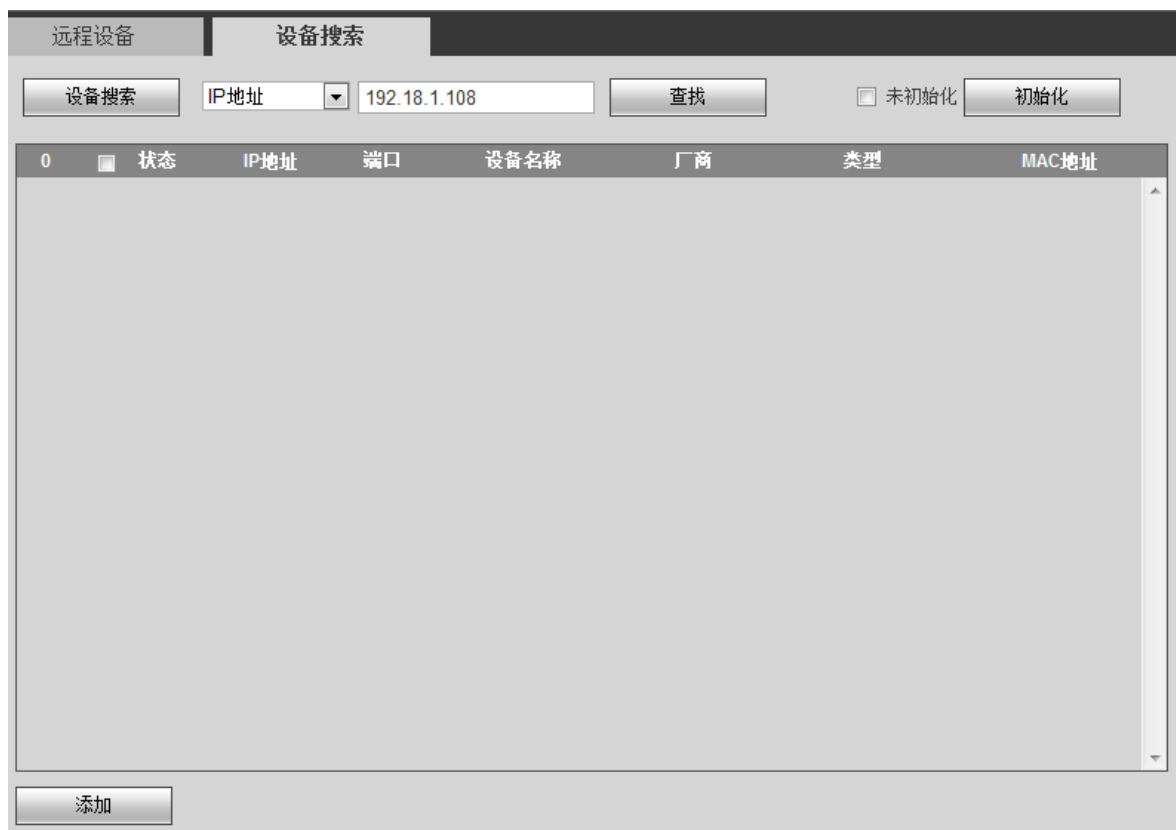 远程设备 设备搜索
设备搜索 IP地址 192.18.1.108 查找 未初始化 初始化
0 状态 IP地址 端口 设备名称 厂商 类型 MAC地址
添加